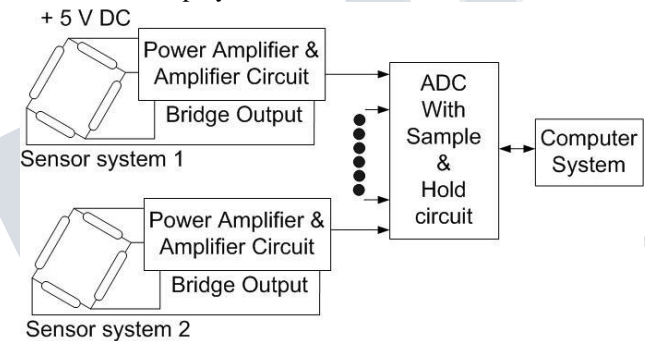 + 5 V DC
Power Amplifier &
Amplifier Circuit
Bridge Output
Sensor system 1
ADC
With
Sample
&
Hold
circuit
Computer
System
Power Amplifier &
Amplifier Circuit
Bridge Output
Sensor system 2